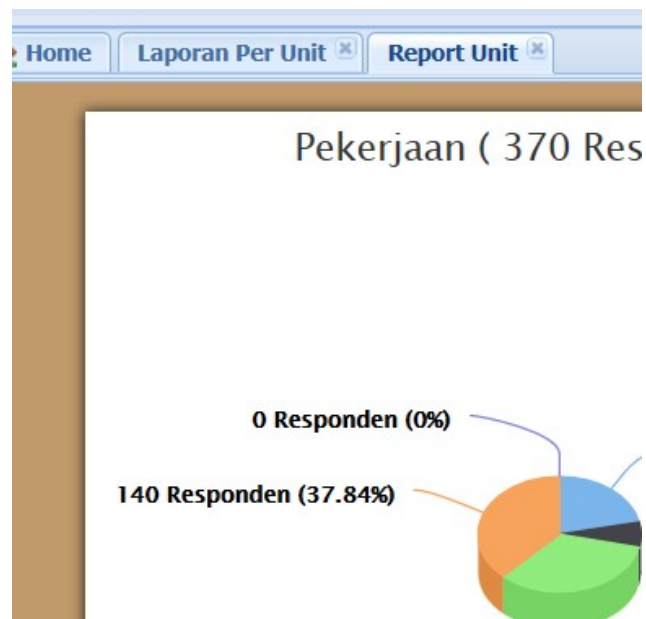 Home Laporan Per Unit Report Unit
Pekerjaan ( 370 Res
0 Responden (0%)
140 Responden (37.84%)